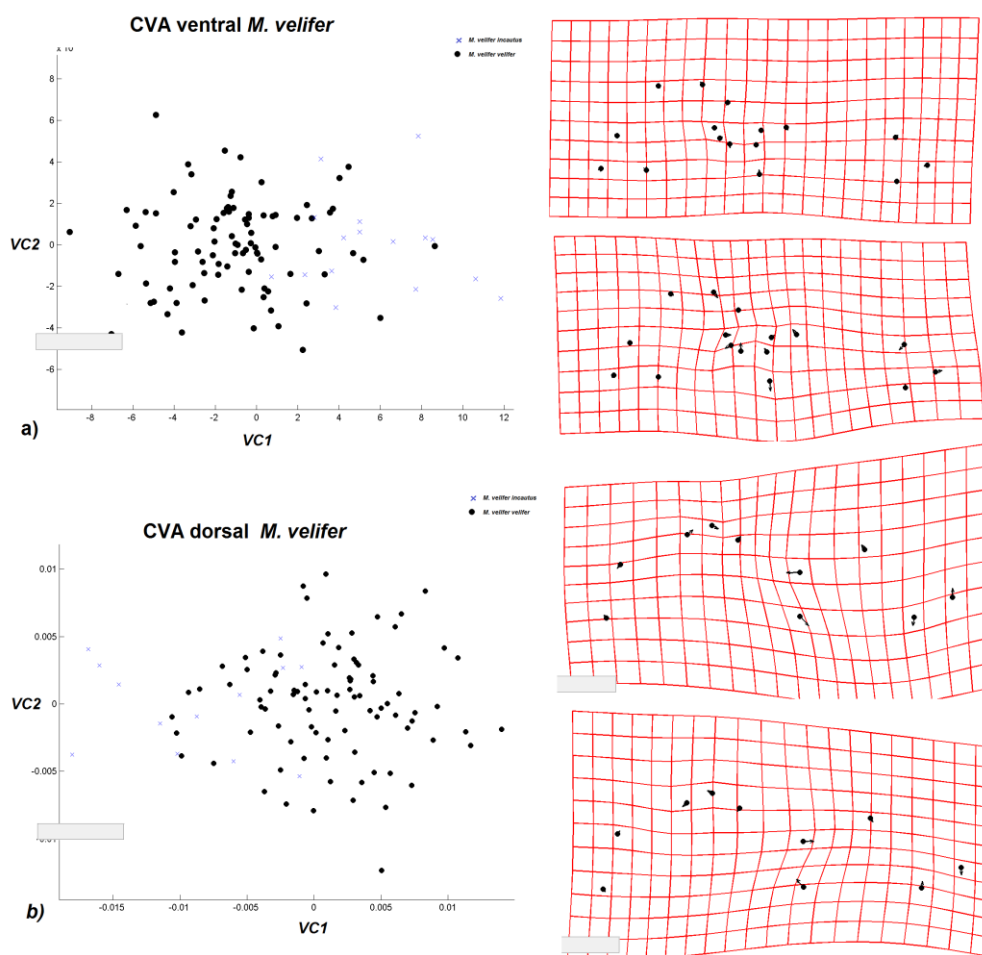 CVA ventral M. velifer
x 10
M. velifer incautus
M. velifer velifer
8
6
4
2
VC2
0
-2
-4
-6
-8
-6
-4
-2
0
2
4
6
8
10
12
a)
VC1
M. velifer incautus
M. velifer velifer
CVA dorsal M. velifer
0.01
0.005
VC2
0
-0.005
-0.015
-0.01
-0.005
0
0.005
0.01
b)
VC1